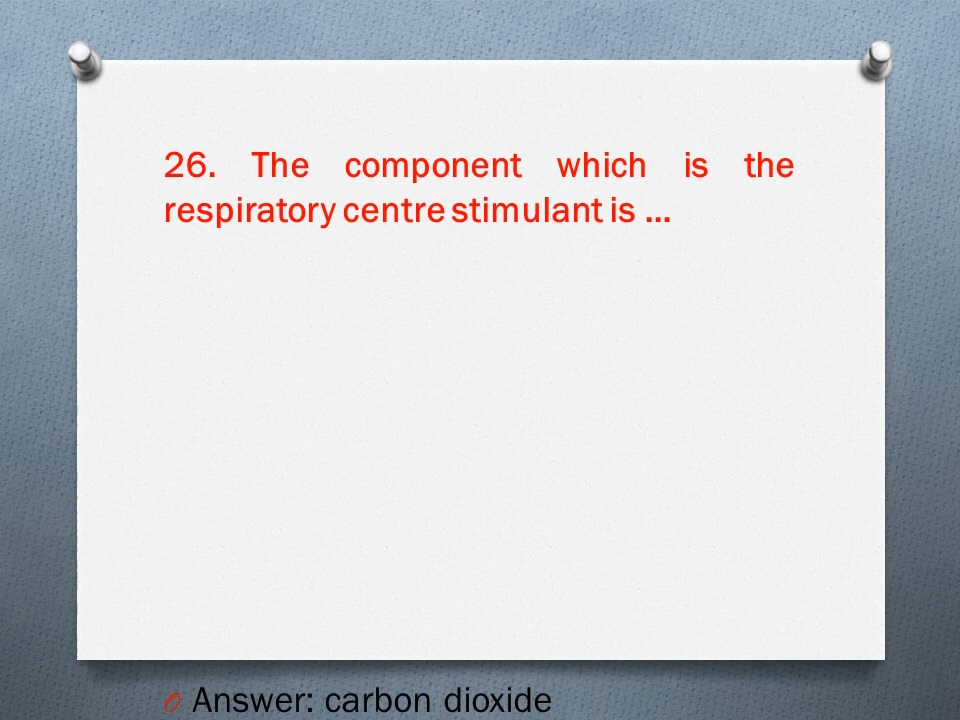 26. The component which is the
respiratory centre stimulant is …
Answer: carbon dioxide